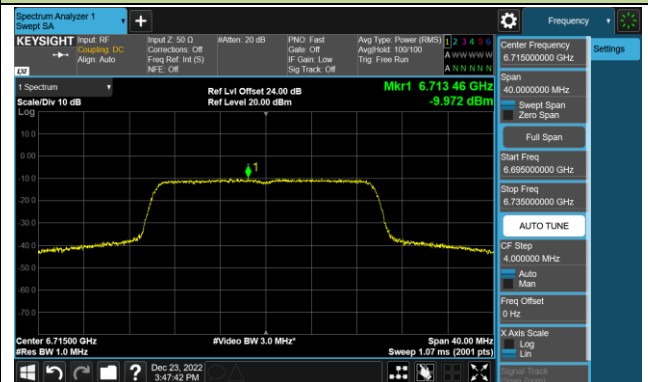 Spectrum Analyzer 1
Swept SA
Frequency
KEYSIGHT
Input: RF
Coupling: DC
Align: Auto
Input Z: 50 Ω
Corrections: Off
Freq Ref: Int (S)
NFE: Off
#Atten: 20 dB
PNO: Fast
Gate: Off
IF Gain: Low
Sig Track: Off
Avg Type: Power (RMS)
Avg|Hold: 100/100
Trig: Free Run
1 2 3 4 5 6
A W W W W W
A N N N N N
LXI
1 Spectrum
Scale/Div 10 dB
Ref Lvl Offset 24.00 dB
Ref Level 20.00 dBm
Mkr1 6.713 46 GHz
-9.972 dBm
Log
10.0
0.00
-10.0
-20.0
-30.0
-40.0
-50.0
-60.0
-70.0
1
Center 6.71500 GHz
#Res BW 1.0 MHz
#Video BW 3.0 MHz*
Span 40.00 MHz
Sweep 1.07 ms (2001 pts)
Center Frequency
6.715000000 GHz
Settings
Span
40.0000000 MHz
Swept Span
Zero Span
Full Span
Start Freq
6.695000000 GHz
Stop Freq
6.735000000 GHz
AUTO TUNE
CF Step
4.000000 MHz
Auto
Man
Freq Offset
0 Hz
X Axis Scale
Log
Lin
Signal Track
Dec 23, 2022
3:47:42 PM